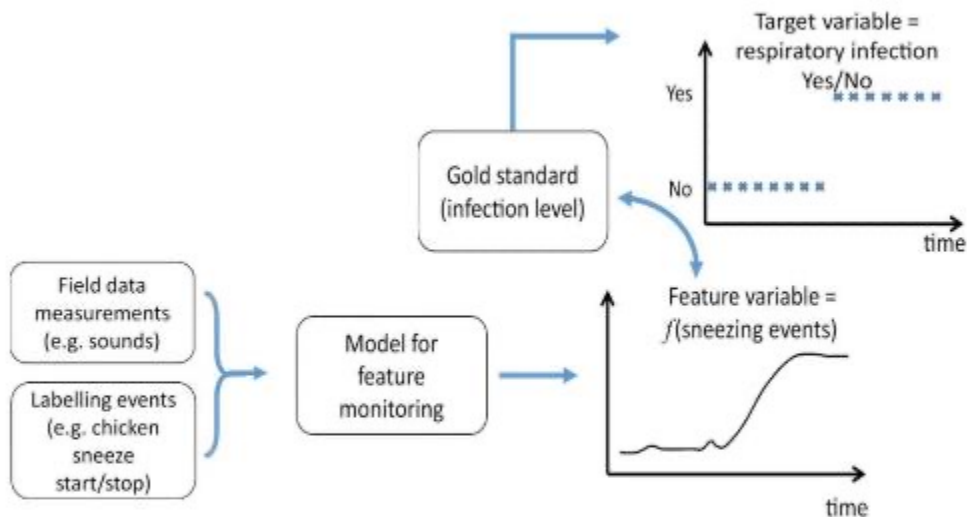 Target variable =
respiratory infection
Yes/No
Yes
No
time
Gold standard
(infection level)
Field data
measurements
(e.g. sounds)
Labelling events
(e.g. chicken
sneeze
start/stop)
Model for
feature
monitoring
Feature variable =
f(sneezing events)
time